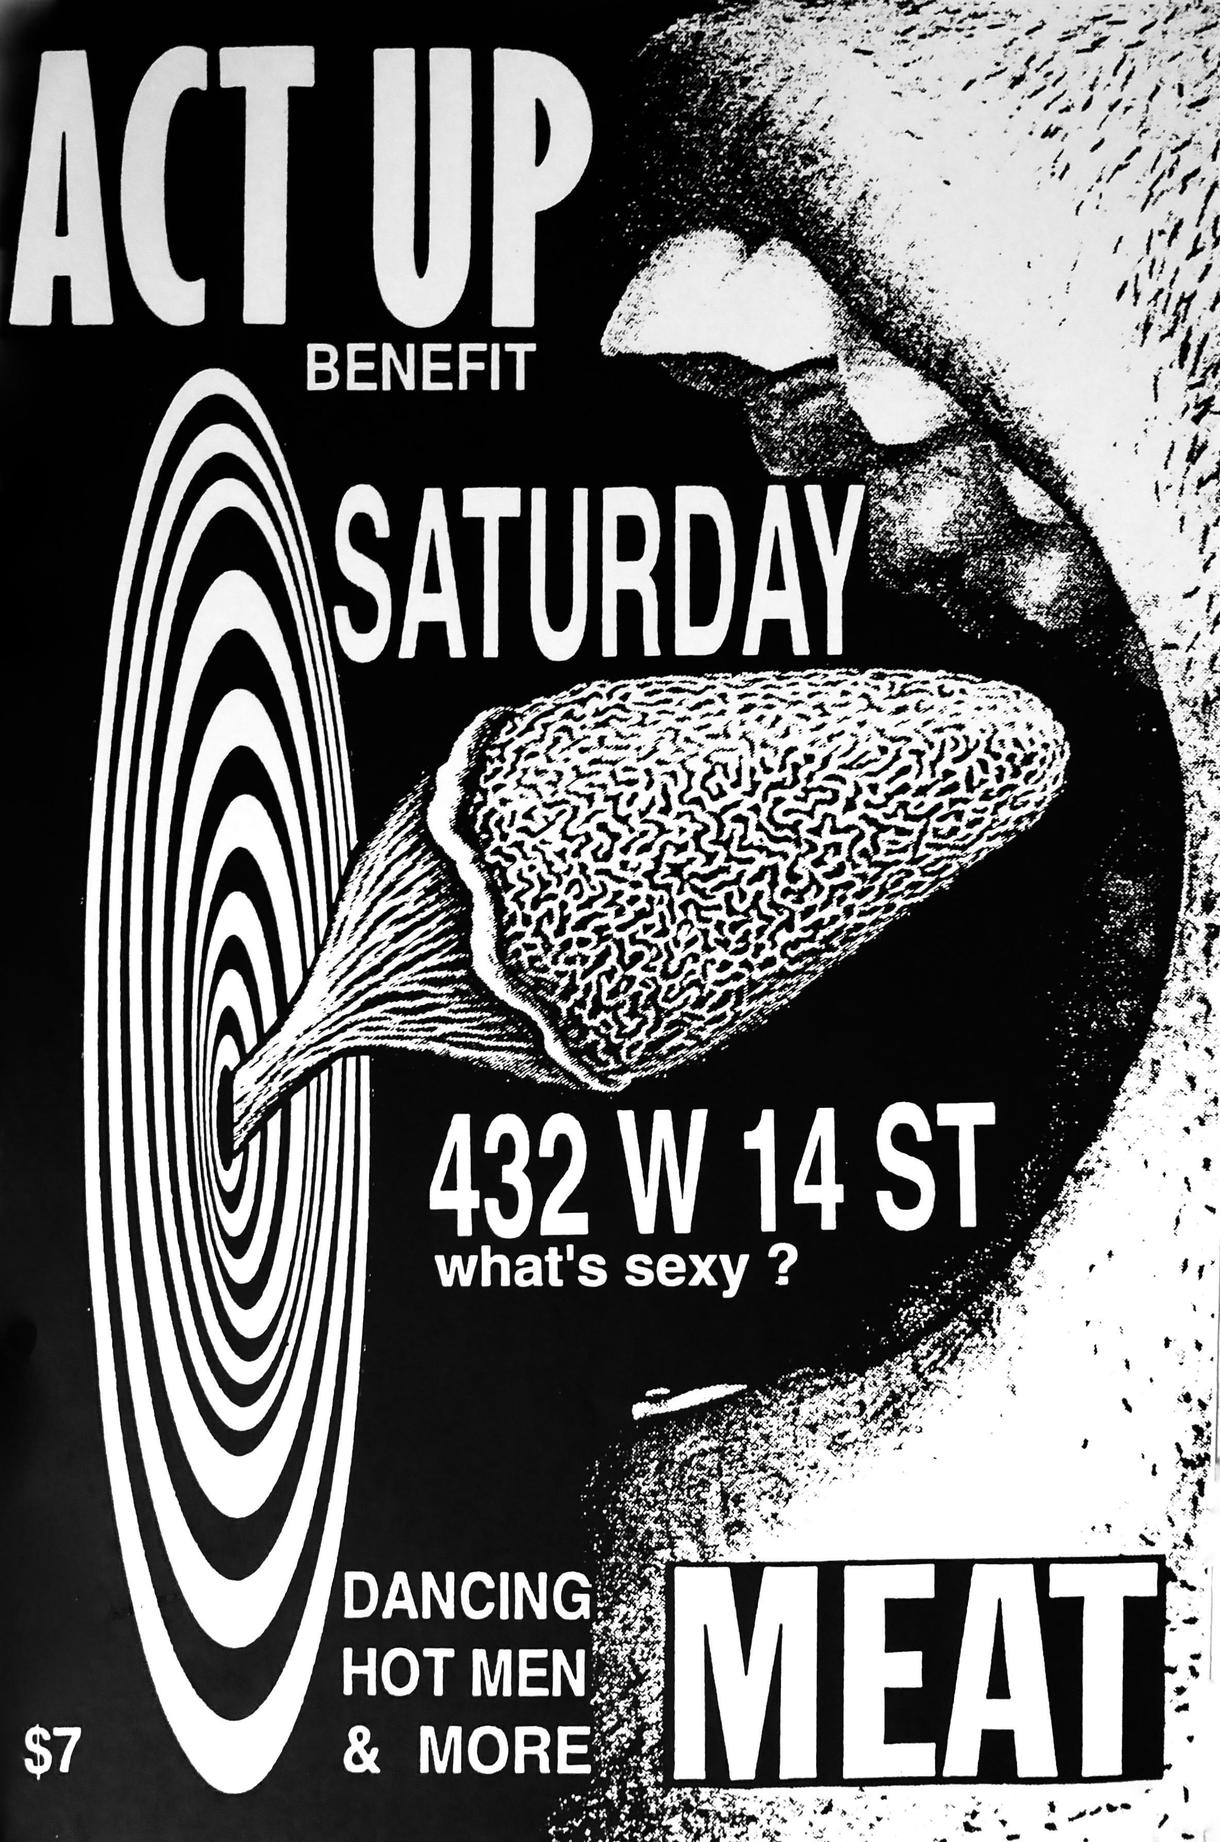 ACT UP
BENEFIT
SATURDAY
432 W 14 ST
what's sexy ?
DANCING
HOT MEN
& MORE
MEAT
$7